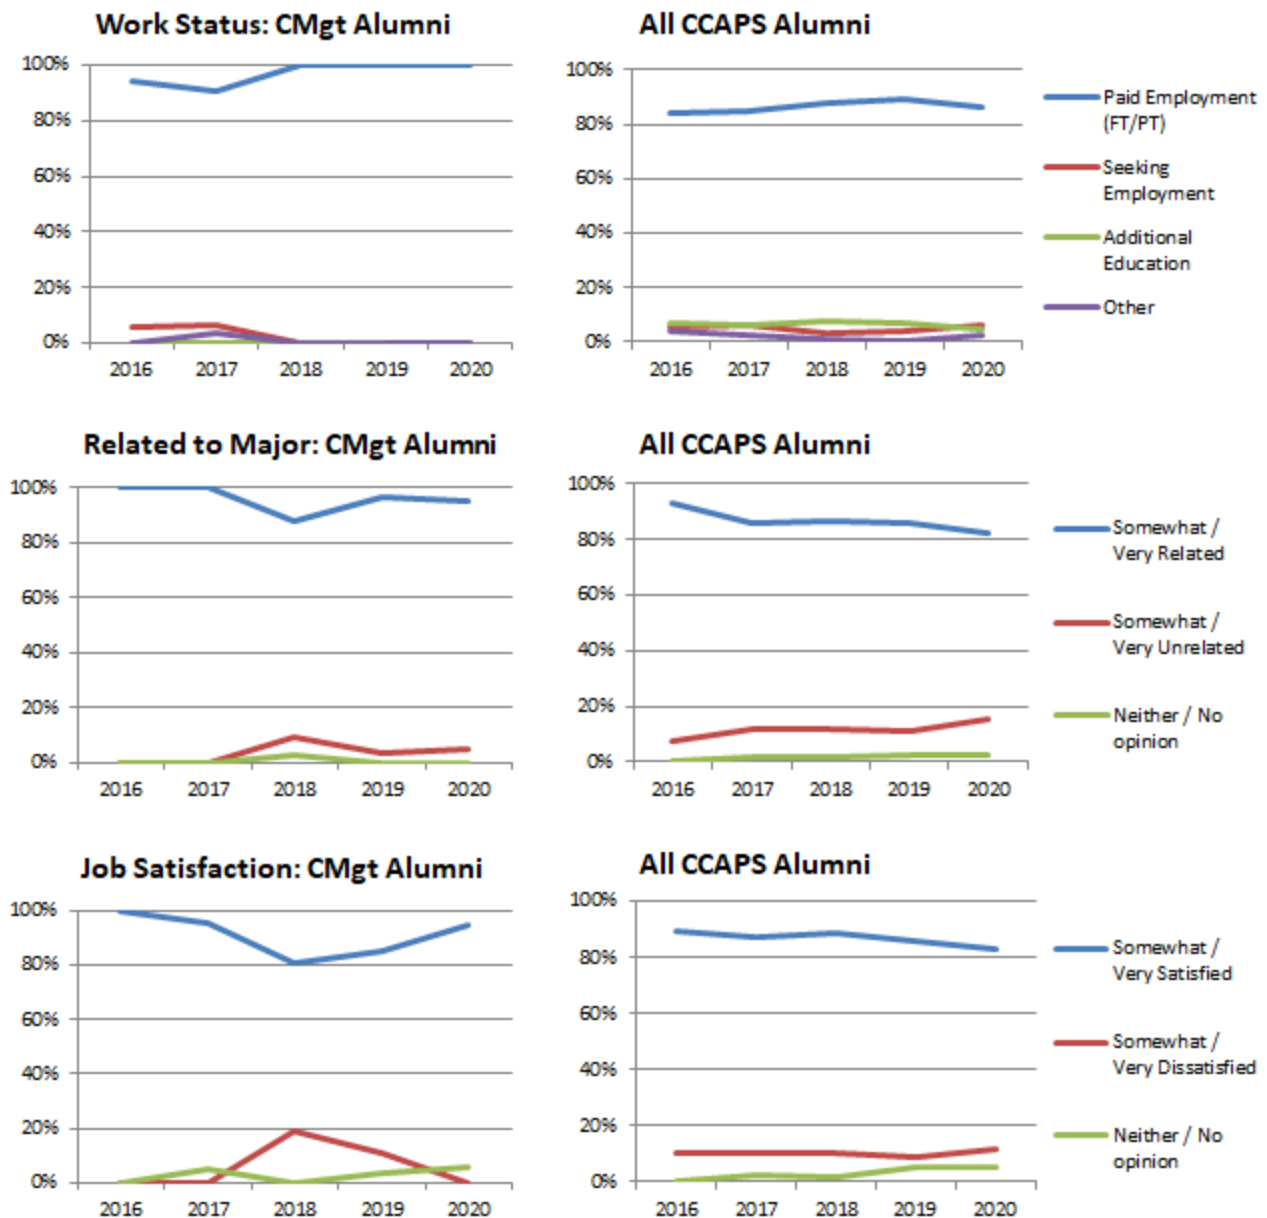 Work Status: CMgt Alumni
All CCAPS Alumni
100%
80%
60%
40%
20%
0%
2016 2017 2018 2019 2020
100%
80%
60%
40%
20%
0%
2016 2017 2018 2019 2020
Paid Employment
(FT/PT)
Seeking
Employment
Additional
Education
Other
Related to Major: CMgt Alumni
All CCAPS Alumni
100%
80%
60%
40%
20%
0%
2016 2017 2018 2019 2020
100%
80%
60%
40%
20%
0%
2016 2017 2018 2019 2020
Somewhat /
Very Related
Somewhat /
Very Unrelated
Neither / No
opinion
Job Satisfaction: CMgt Alumni
All CCAPS Alumni
100%
80%
60%
40%
20%
0%
2016 2017 2018 2019 2020
100%
80%
60%
40%
20%
0%
2016 2017 2018 2019 2020
Somewhat /
Very Satisfied
Somewhat /
Very Dissatisfied
Neither / No
opinion